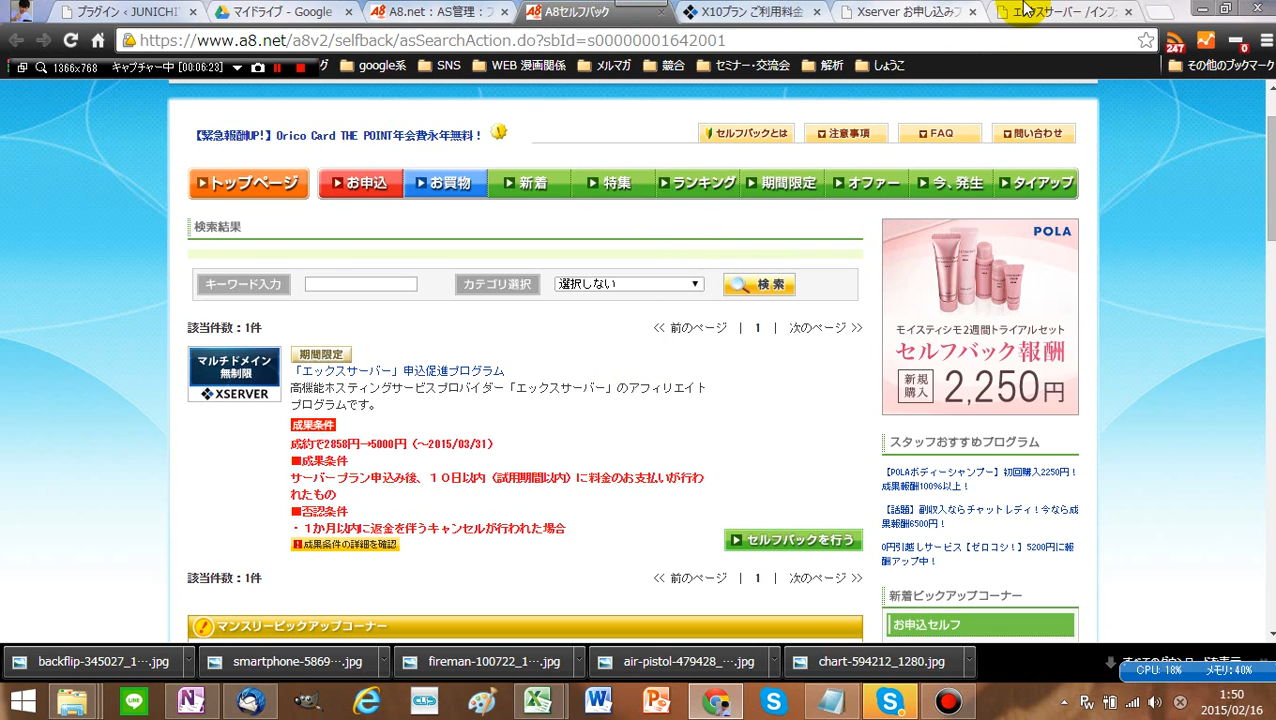 プラグイン ‹ JUNICHI
マイドライブ - Google
A8.net：AS管理：プ
A8セルフバック
X10プラン ご利用料金
Xserver お申し込みフ
エックスサーバー /インフ
https://www.a8.net/a8v2/selfback/asSearchAction.do?sbId=s00000001642001
247
0
1366x768 キャプチャー中 [00:06:23]
google系
SNS
WEB 漫画関係
メルマガ
競合
セミナー・交流会
解析
しょうこ
その他のブックマーク
【緊急報酬UP！】Orico Card THE POINT年会費永年無料！
セルフバックとは
注意事項
FAQ
問い合わせ
トップページ
お申込
お買物
新着
特集
ランキング
期間限定
オファー
今、発生
タイアップ
検索結果
キーワード入力
カテゴリ選択
選択しない
検索
該当件数：1件
<< 前のページ | 1 | 次のページ >>
マルチドメイン
無制限
XSERVER
期間限定
「エックスサーバー」申込促進プログラム
高機能ホスティングサービスプロバイダー「エックスサーバー」のアフィリエイト
プログラムです。
成果条件
成約で2858円→5000円（～2015/03/31）
■成果条件
サーバープラン申込み後、１０日以内（試用期間以内）に料金のお支払いが行わ
れたもの
■否認条件
・１か月以内に返金を伴うキャンセルが行われた場合
！成果条件の詳細を確認
セルフバックを行う
該当件数：1件
<< 前のページ | 1 | 次のページ >>
マンスリーピックアップコーナー
POLA
モイスティシモ2週間トライアルセット
セルフバック報酬
新規
購入
2,250円
スタッフおすすめプログラム
【POLAボディーシャンプー】初回購入2250円！
成果報酬100%以上！
【話題】副収入ならチャットレディ！今なら成
果報酬6500円！
0円引越しサービス【ゼロコシ！】5200円に報
酬アップ中！
新着ピックアップコーナー
お申込セルフ
backflip-345027_1....jpg
smartphone-5869....jpg
fireman-100722_1....jpg
air-pistol-479428_....jpg
chart-594212_1280.jpg
すべてのダウンロードを表示...
CPU: 18% メモリ:40%
1:50
2015/02/16